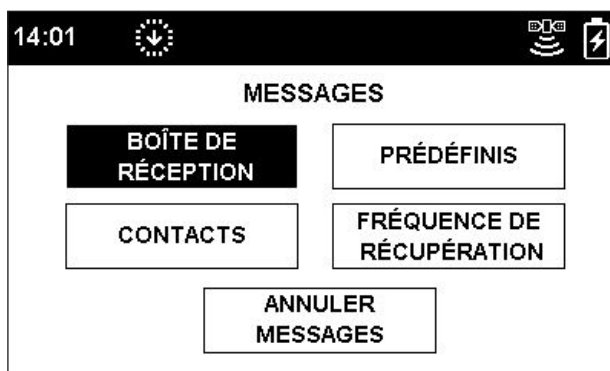 14:01
MESSAGES
BOÎTE DE
RÉCEPTION
PRÉDÉFINIS
CONTACTS
FRÉQUENCE DE
RÉCUPÉRATION
ANNULER
MESSAGES